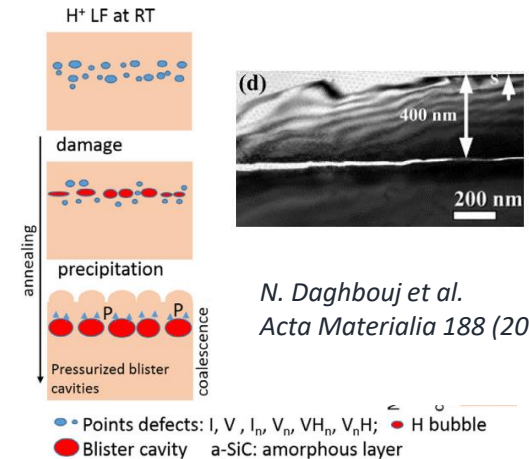 H⁺ LF at RT
damage
annealing
precipitation
P
P
coalescence
Pressurized blister
cavities
Points defects: I, V , Iₙ, Vₙ, VHₙ, VₙH;
H bubble
Blister cavity
a-SiC: amorphous layer
(d)
S
400 nm
200 nm
N. Daghbouj et al.
Acta Materialia 188 (20